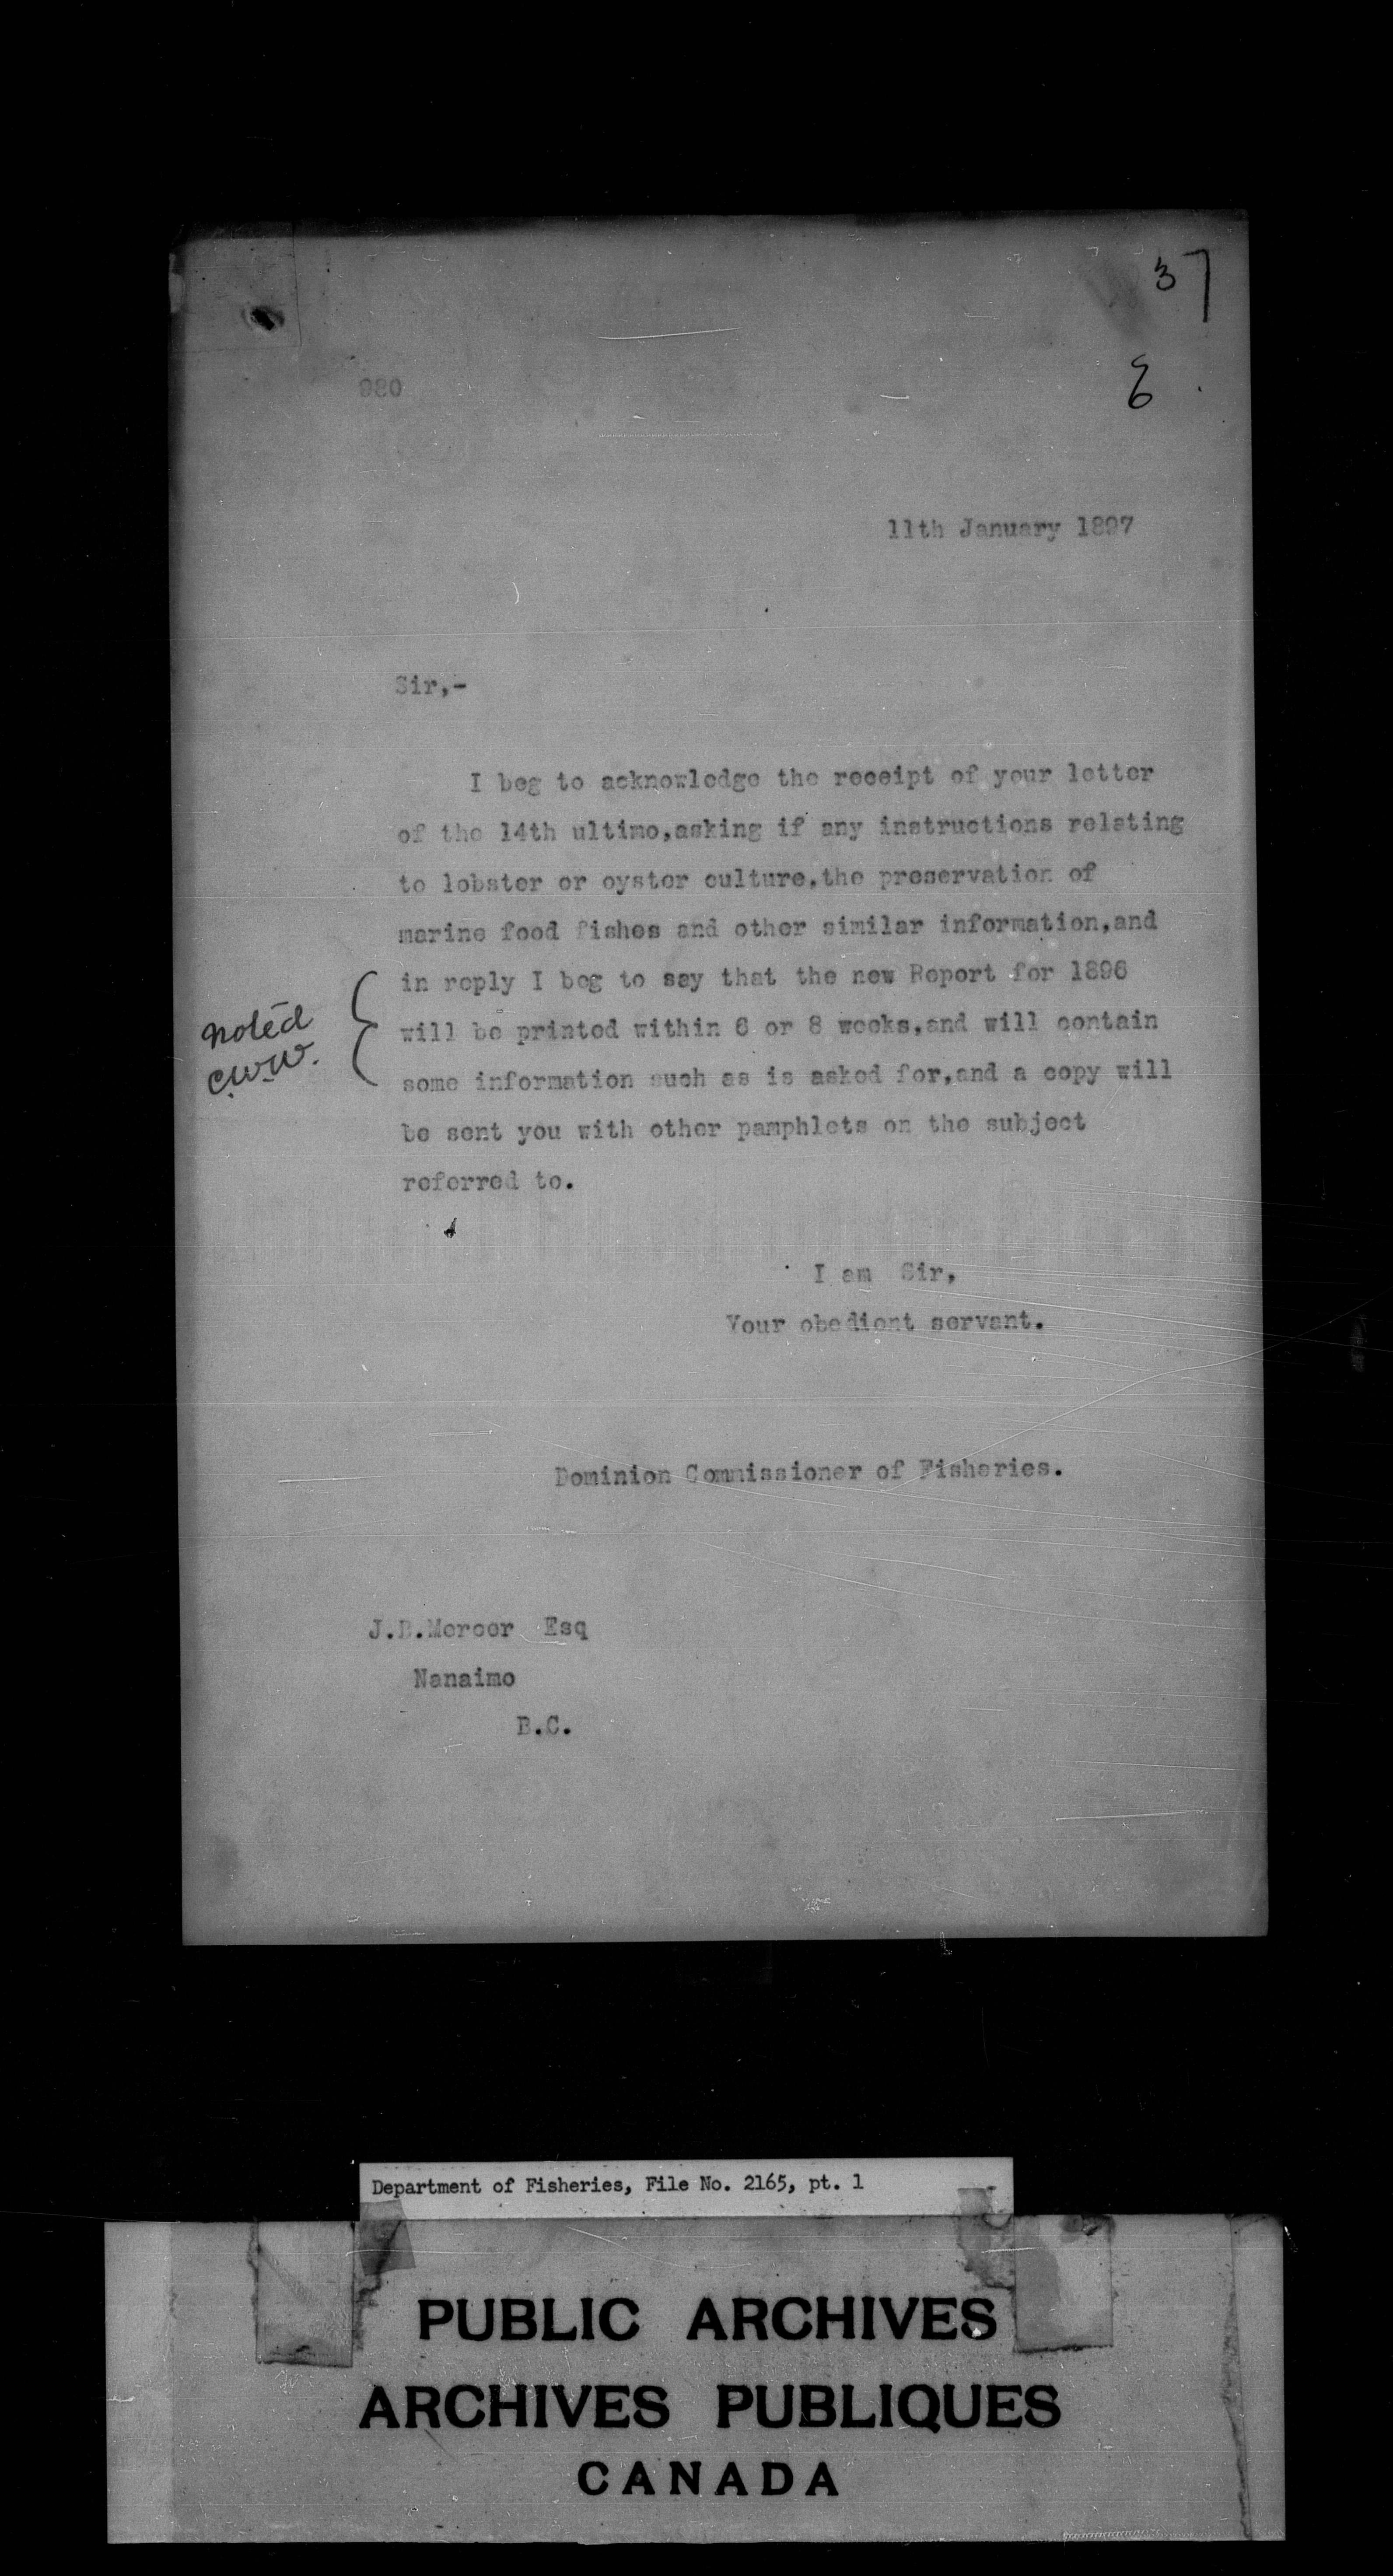 37
980
6
11th January 1897
Sir,-
I beg to acknowledge the receipt of your letter
of the 14th ultimo,asking if any instructions relating
to lobster or oyster culture,the preservation of
marine food fishes and other similar information,and
in reply I beg to say that the new Report for 1896
will be printed within 6 or 8 weeks,and will contain
some information such as is asked for,and a copy will
be sent you with other pamphlets on the subject
referred to.
noted
C.W.W.
I am Sir,
Your obedient servant.
Dominion Commissioner of Fisheries.
J.B.Mercer Esq
Nanaimo
B.C.
Department of Fisheries, File No. 2165, pt. 1
PUBLIC ARCHIVES
ARCHIVES PUBLIQUES
CANADA